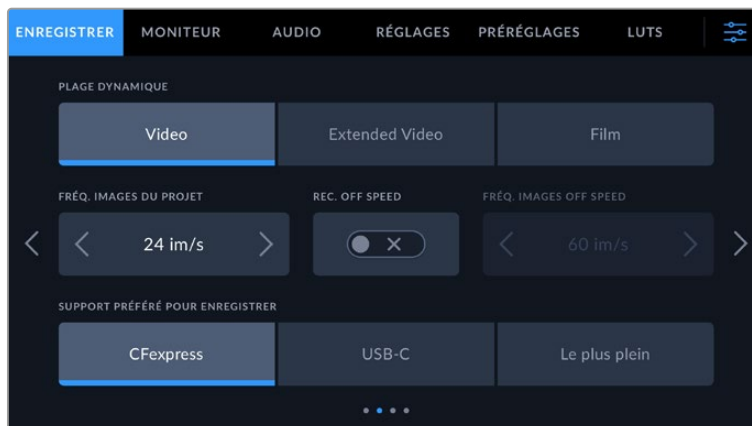 ENREGISTRER MONITEUR AUDIO RÉGLAGES PRÉRÉGLAGES LUTS
PLAGE DYNAMIQUE
Video Extended Video Film
FRÉQ. IMAGES DU PROJET REC. OFF SPEED FRÉQ. IMAGES OFF SPEED
24 im/s 60 im/s
SUPPORT PRÉFÉRÉ POUR ENREGISTRER
CFexpress USB-C Le plus plein